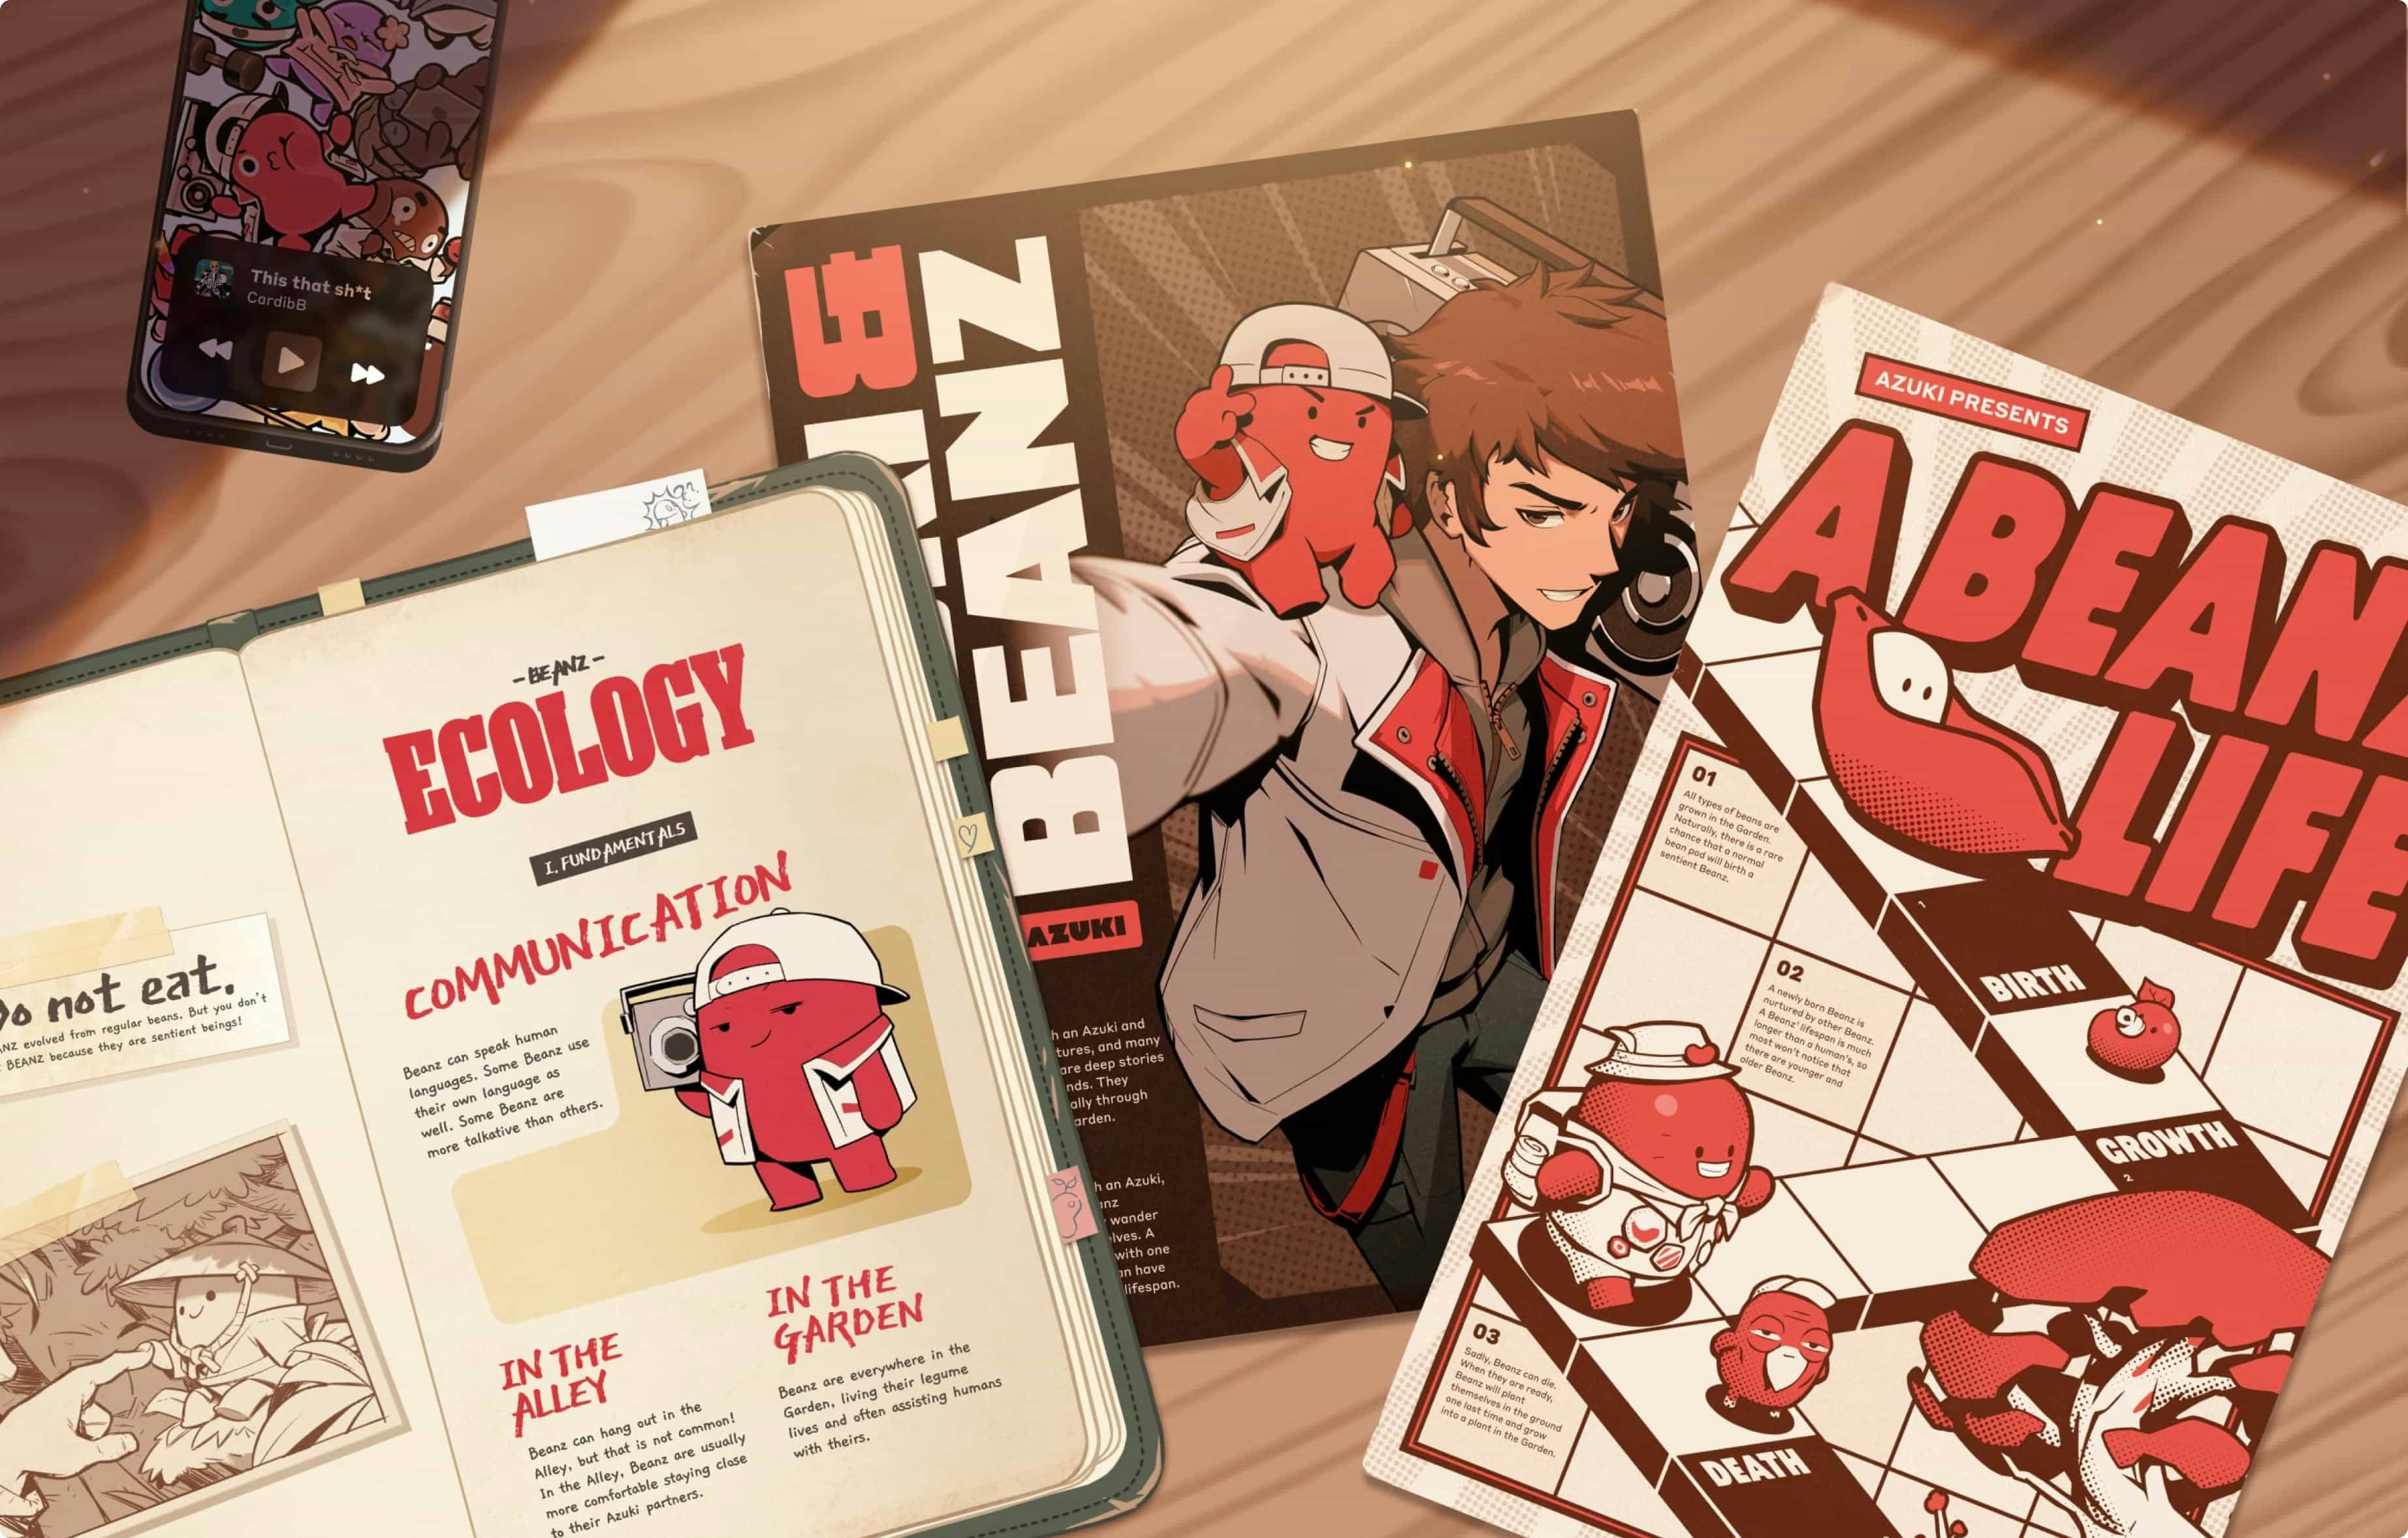 This that sh*t
CardibB
&
BEANZ
AZUKI
h an Azuki and
tures, and many
are deep stories
nds. They
ally through
arden.
h an Azuki,
anz
wander
lves. A
with one
an have
lifespan.
Do not eat.
NZ evolved from regular beans. But you don't
BEANZ because they are sentient beings!
-BEANZ-
ECOLOGY
I. FUNDAMENTALS
COMMUNICATION
Beanz can speak human
languages. Some Beanz use
their own language as
well. Some Beanz are
more talkative than others.
IN THE
ALLEY
Beanz can hang out in the
Alley, but that is not common!
In the Alley, Beanz are usually
more comfortable staying close
to their Azuki partners.
IN THE
GARDEN
Beanz are everywhere in the
Garden, living their legume
lives and often assisting humans
with theirs.
AZUKI PRESENTS
A BEANZ
LIFE
01
All types of beans are
grown in the Garden.
Naturally, there is a rare
chance that a normal
bean pod will birth a
sentient Beanz.
1
BIRTH
02
A newly born Beanz is
nurtured by other Beanz.
A Beanz' lifespan is much
longer than a human's, so
most won't notice that
there are younger and
older Beanz.
GROWTH
2
03
Sadly, Beanz can die.
When they are ready,
Beanz will plant
themselves in the ground
one last time and grow
into a plant in the Garden.
DEATH